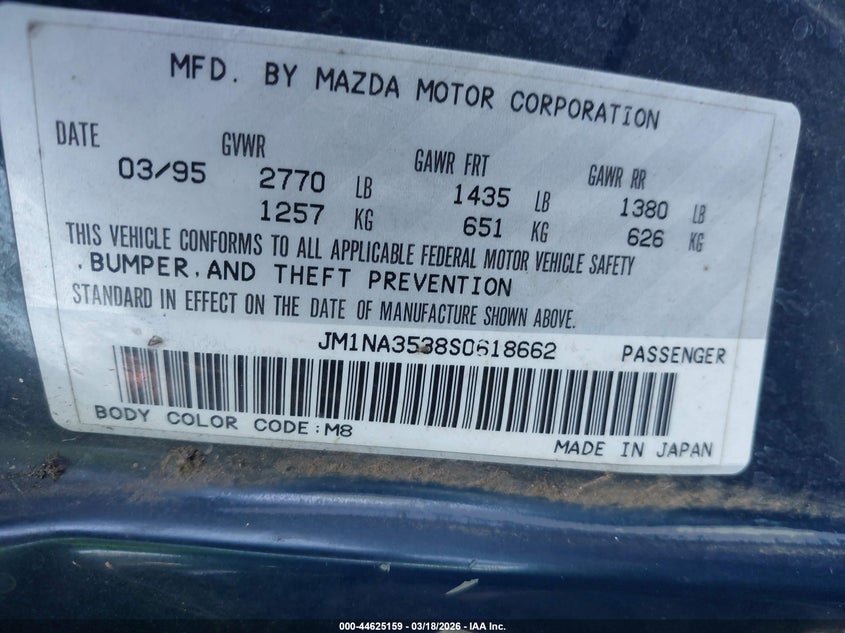 MFD. BY MAZDA MOTOR CORPORATION
DATE GVWR GAWR FRT GAWR RR
03/95 2770 LB 1435 LB 1380 LB
1257 KG 651 KG 626 KG
THIS VEHICLE CONFORMS TO ALL APPLICABLE FEDERAL MOTOR VEHICLE SAFETY
,BUMPER,AND THEFT PREVENTION
STANDARD IN EFFECT ON THE DATE OF MANUFACTURE SHOWN ABOVE.
JM1NA3538S0618662 PASSENGER
BODY COLOR CODE:M8
MADE IN JAPAN
000-44625159 — 03/18/2026 — IAA Inc.